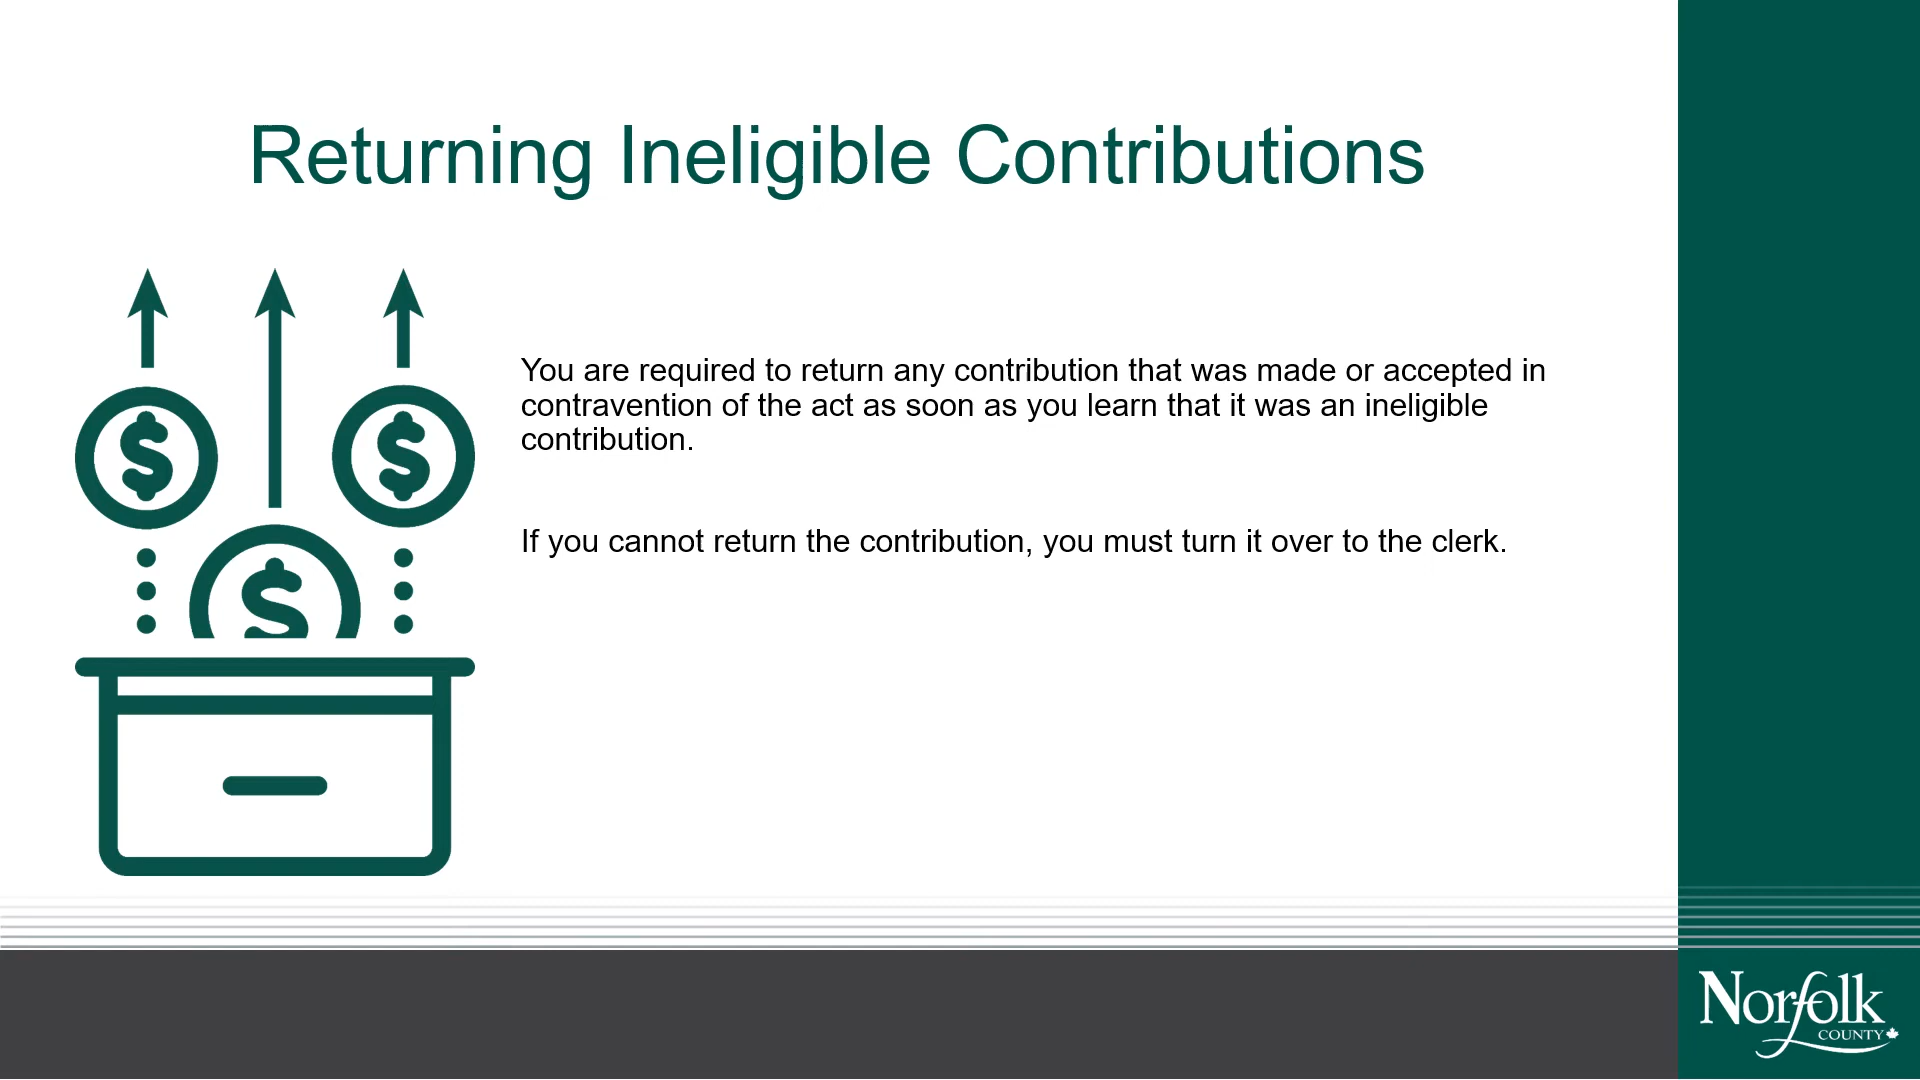 Returning Ineligible Contributions
You are required to return any contribution that was made or accepted in
contravention of the act as soon as you learn that it was an ineligible
contribution.
If you cannot return the contribution, you must turn it over to the clerk.
$ $
$
Norfolk
COUNTY